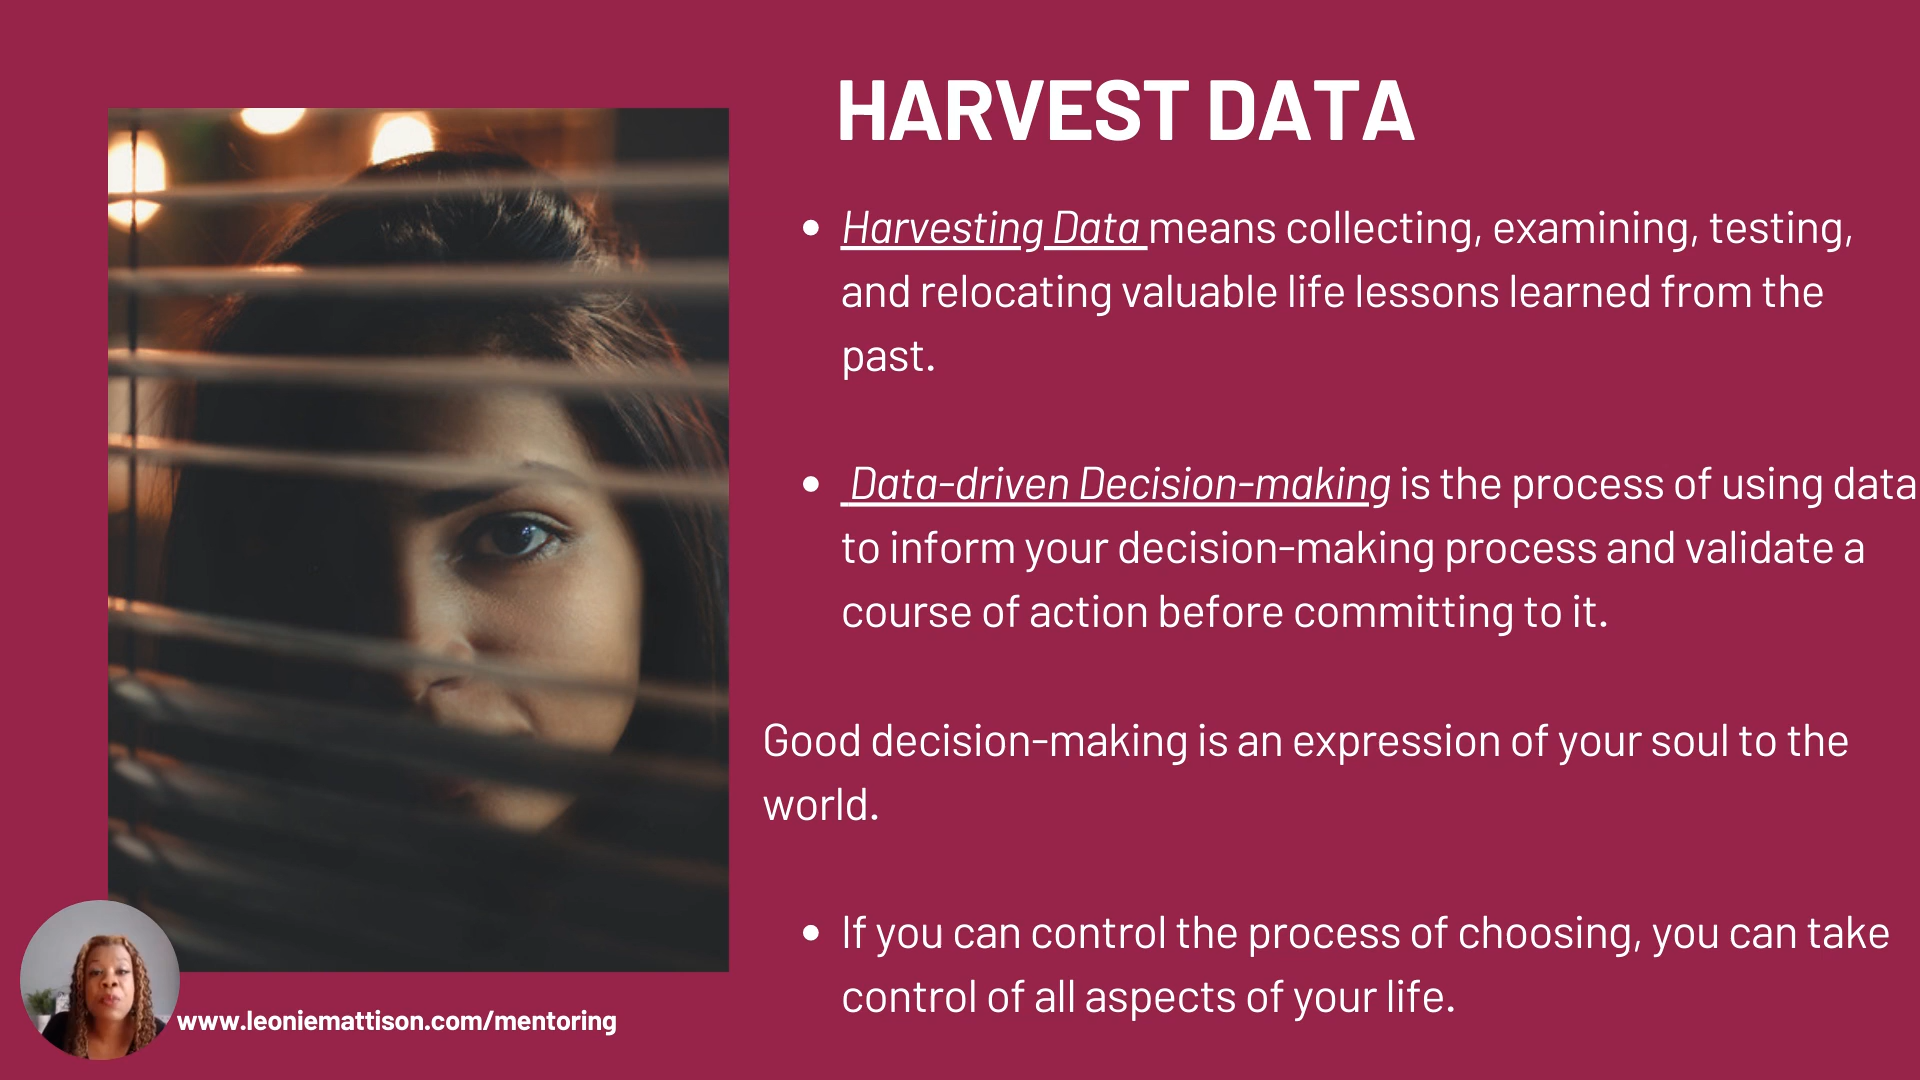 HARVEST DATA
• Harvesting Data means collecting, examining, testing,
and relocating valuable life lessons learned from the
past.
• Data-driven Decision-making is the process of using data
to inform your decision-making process and validate a
course of action before committing to it.
Good decision-making is an expression of your soul to the
world.
• If you can control the process of choosing, you can take
control of all aspects of your life.
www.leoniemattison.com/mentoring